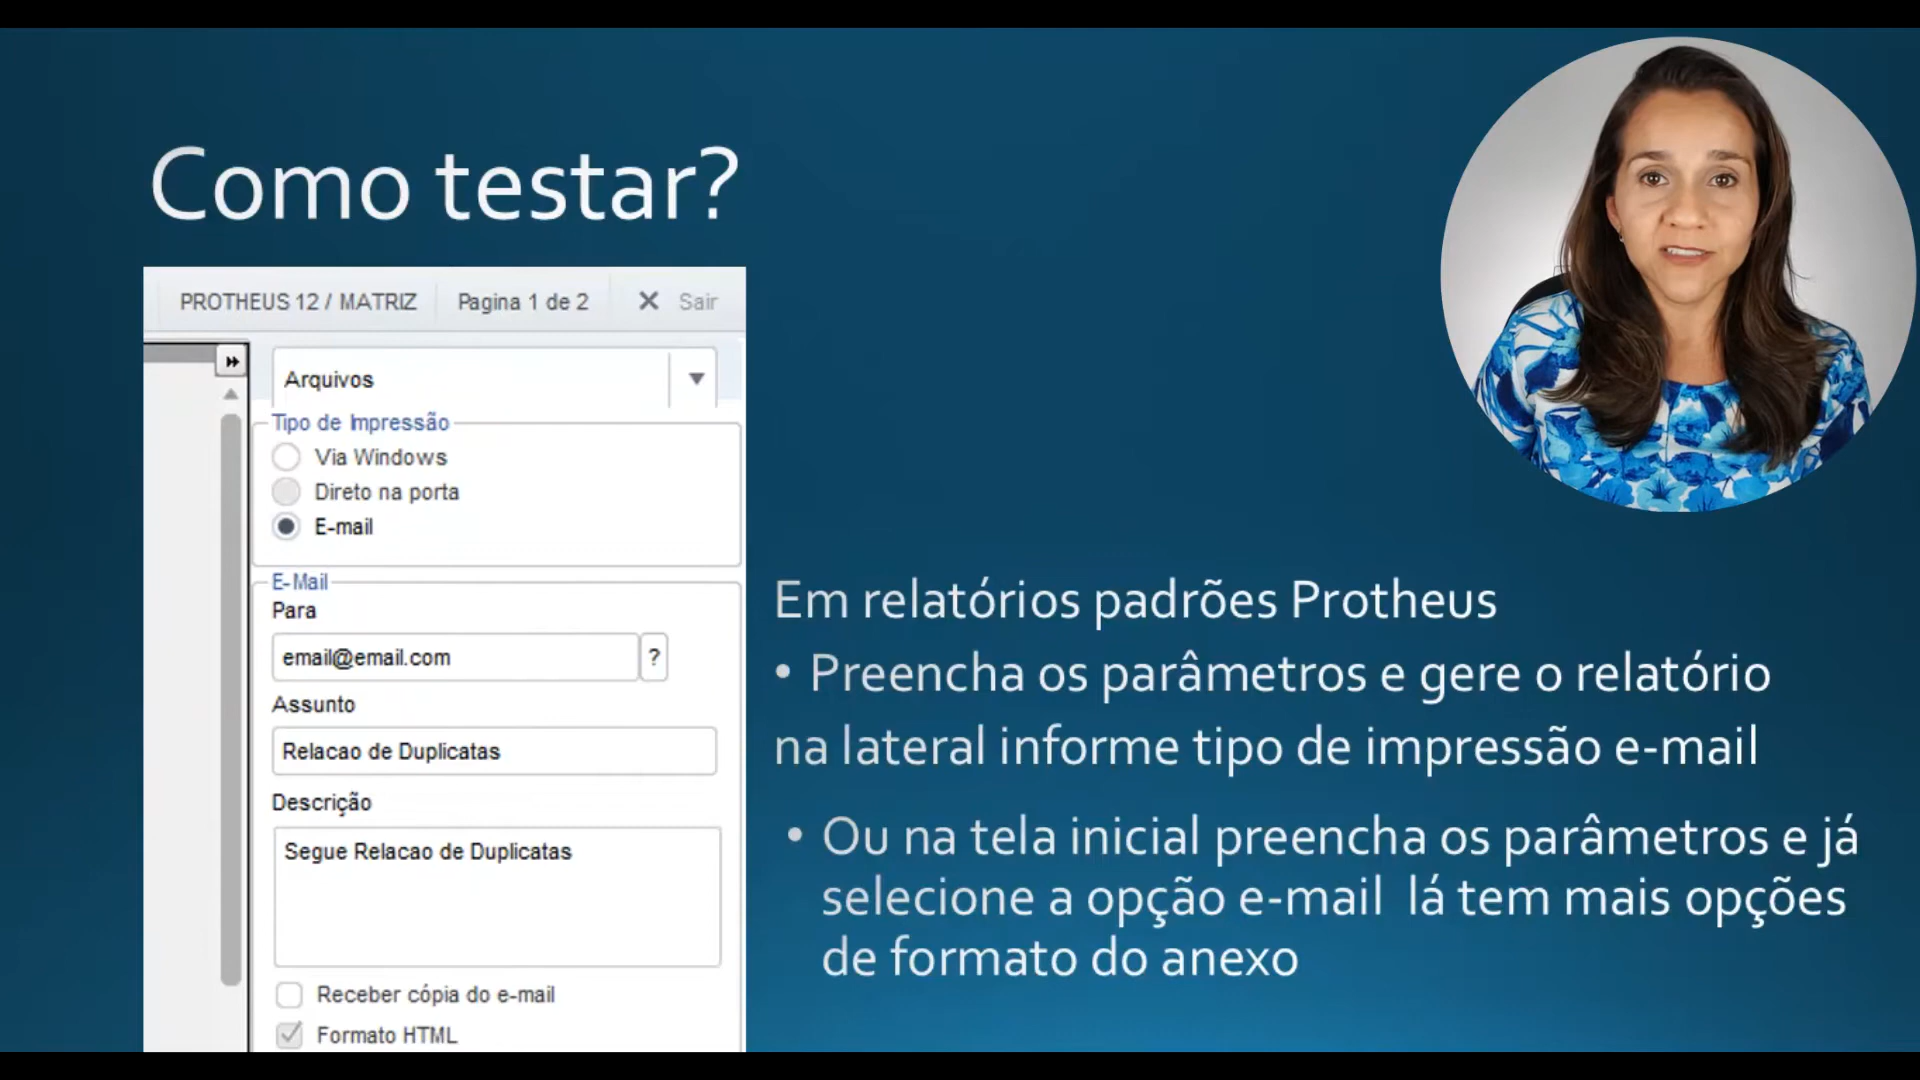 Como testar?
PROTHEUS 12 / MATRIZ Pagina 1 de 2 Sair
Arquivos
Tipo de Impressão
Via Windows
Direto na porta
E-mail
E-Mail
Para
email@email.com ?
Assunto
Relacao de Duplicatas
Descrição
Segue Relacao de Duplicatas
Receber cópia do e-mail
Formato HTML
Em relatórios padrões Protheus
• Preencha os parâmetros e gere o relatório
na lateral informe tipo de impressão e-mail
• Ou na tela inicial preencha os parâmetros e já
selecione a opção e-mail lá tem mais opções
de formato do anexo